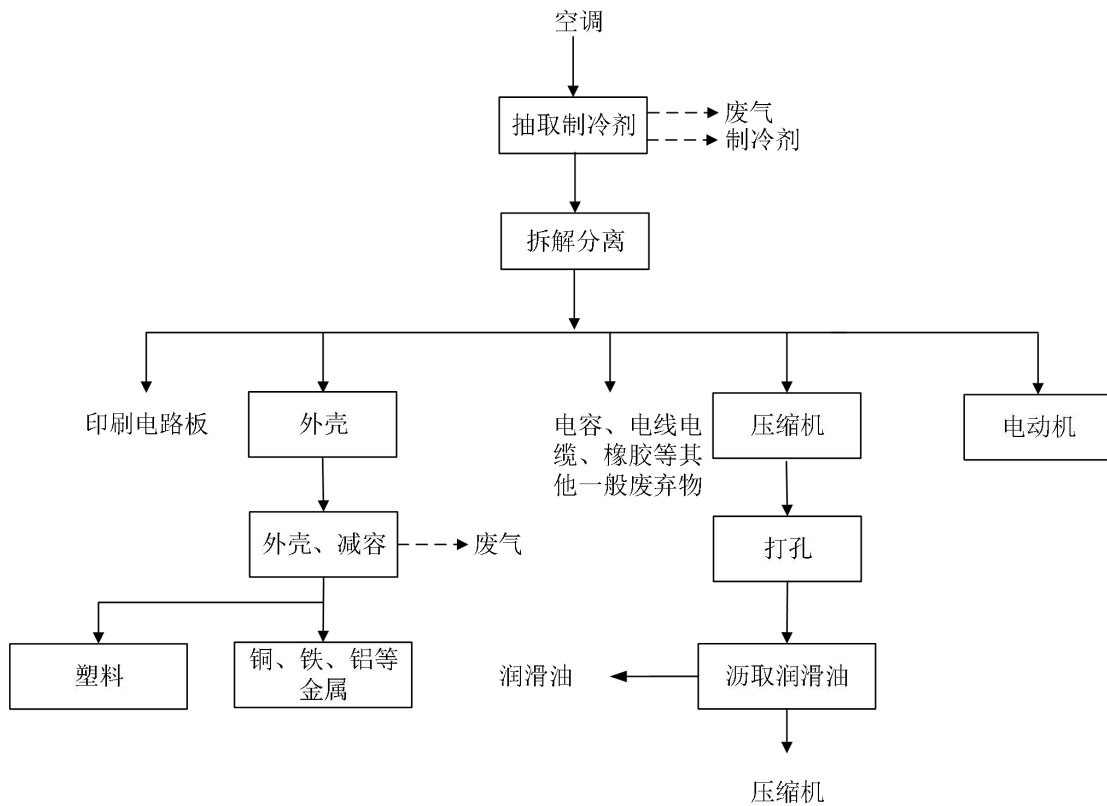 空调
抽取制冷剂
废气
制冷剂
拆解分离
印刷电路板
外壳
电容、电线电
缆、橡胶等其
他一般废弃物
压缩机
电动机
外壳、减容
废气
打孔
塑料
铜、铁、铝等
金属
润滑油
沥取润滑油
压缩机